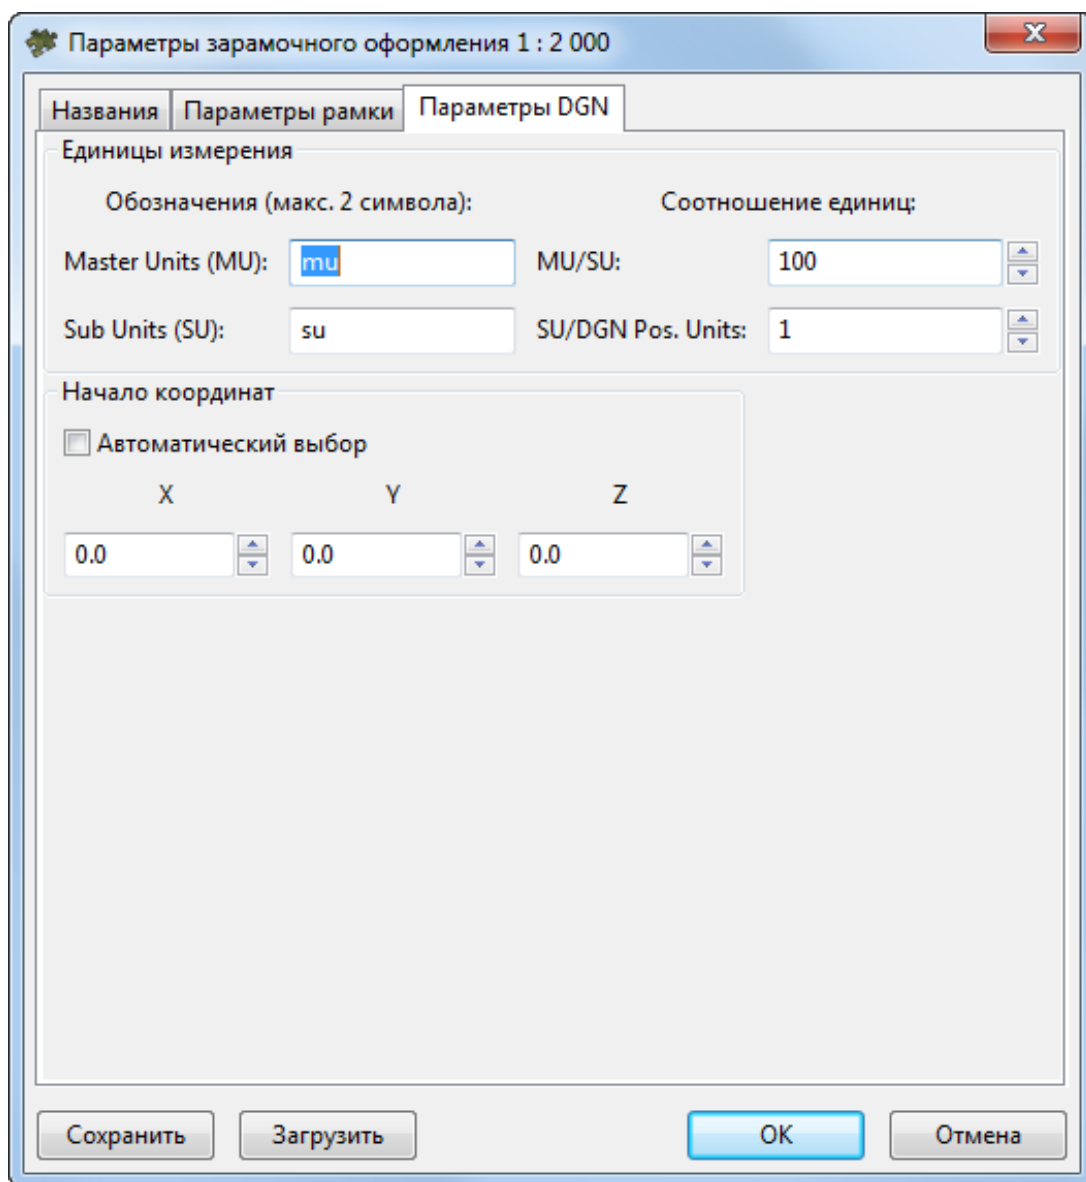 Параметры зарамочного оформления 1 : 2 000
Названия Параметры рамки Параметры DGN
Единицы измерения
Обозначения (макс. 2 символа): Соотношение единиц:
Master Units (MU): mu MU/SU: 100
Sub Units (SU): su SU/DGN Pos. Units: 1
Начало координат
Автоматический выбор
X Y Z
0.0 0.0 0.0
Сохранить Загрузить OK Отмена